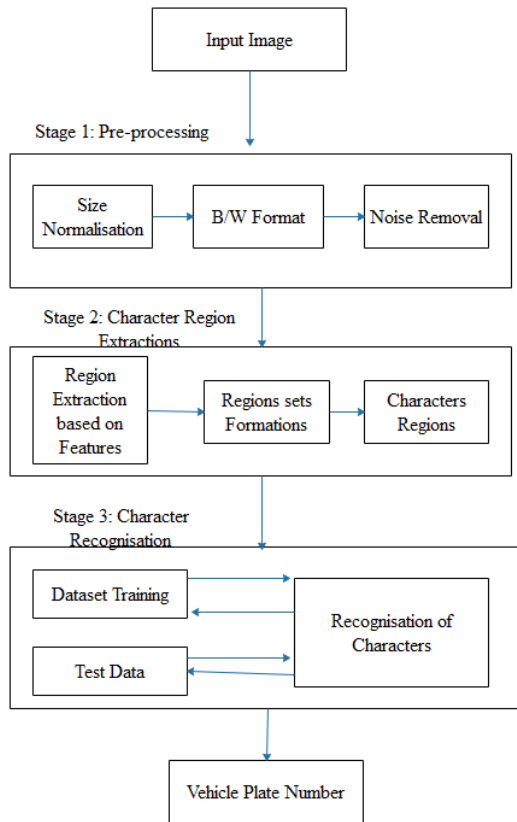 Input Image
Stage 1: Pre-processing
Size
Normalisation
B/W Format
Noise Removal
Stage 2: Character Region
Extractions
Region
Extraction
based on
Features
Regions sets
Formations
Characters
Regions
Stage 3: Character
Recognisation
Dataset Training
Test Data
Recognisation of
Characters
Vehicle Plate Number